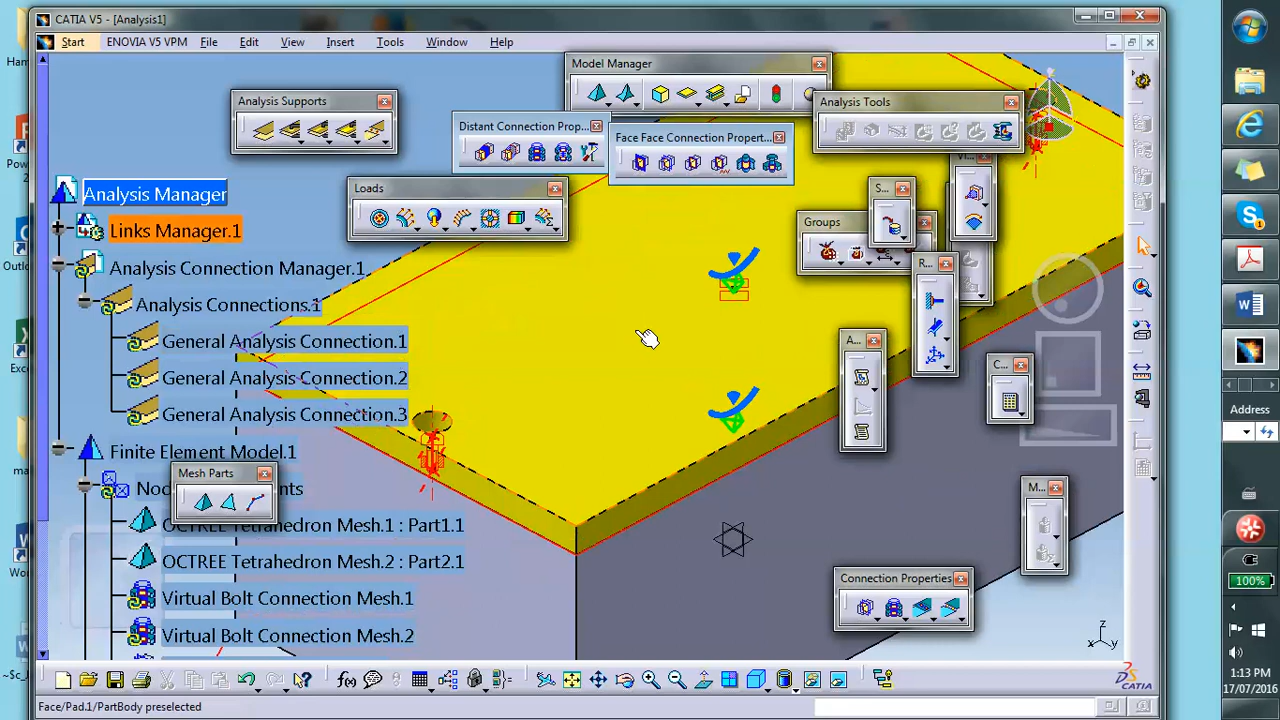 CATIA V5 - [Analysis1]
Start ENOVIA V5 VPM File Edit View Insert Tools Window Help
Model Manager
Analysis Supports
Analysis Tools
Distant Connection Prop...
Face Face Connection Propert...
Loads
S...
Groups
R...
Analysis Manager
Links Manager.1
Analysis Connection Manager.1
Analysis Connections.1
General Analysis Connection.1
General Analysis Connection.2
General Analysis Connection.3
A...
C...
Finite Element Model.1
Mesh Parts
OCTREE Tetrahedron Mesh.1 : Part1.1
OCTREE Tetrahedron Mesh.2 : Part2.1
Virtual Bolt Connection Mesh.1
Virtual Bolt Connection Mesh.2
M...
Connection Properties
z
x
y
f(x)
CATIA
Face/Pad.1/PartBody preselected
Address
100%
1:13 PM
17/07/2016